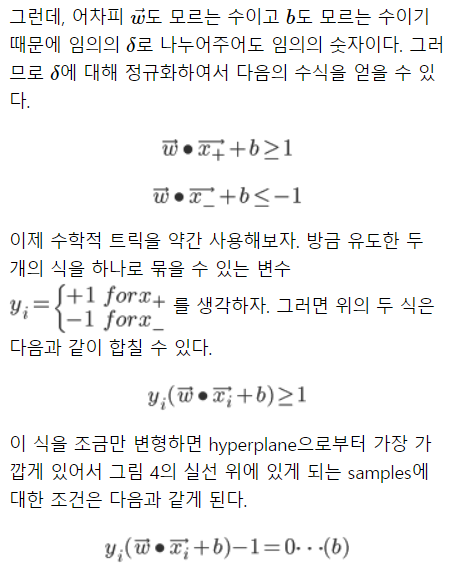 그런데, 어차피 $\vec{w}$도 모르는 수이고 $b$도 모르는 수이기
때문에 임의의 $\delta$로 나누어주어도 임의의 숫자이다. 그러
므로 $\delta$에 대해 정규화하여서 다음의 수식을 얻을 수 있
다.
$\vec{w} \bullet \vec{x_+} + b \geq 1$
$\vec{w} \bullet \vec{x_-} + b \leq -1$
이제 수학적 트릭을 약간 사용해보자. 방금 유도한 두
개의 식을 하나로 묶을 수 있는 변수
$y_i = \begin{cases} +1 \ for x_+ \\ -1 \ for x_- \end{cases}$ 를 생각하자. 그러면 위의 두 식은
다음과 같이 합칠 수 있다.
$y_i(\vec{w} \bullet \vec{x_i} + b) \geq 1$
이 식을 조금만 변형하면 hyperplane으로부터 가장 가
깝게 있어서 그림 4의 실선 위에 있게 되는 samples에
대한 조건은 다음과 같게 된다.
$y_i(\vec{w} \bullet \vec{x_i} + b) - 1 = 0 \cdots (b)$